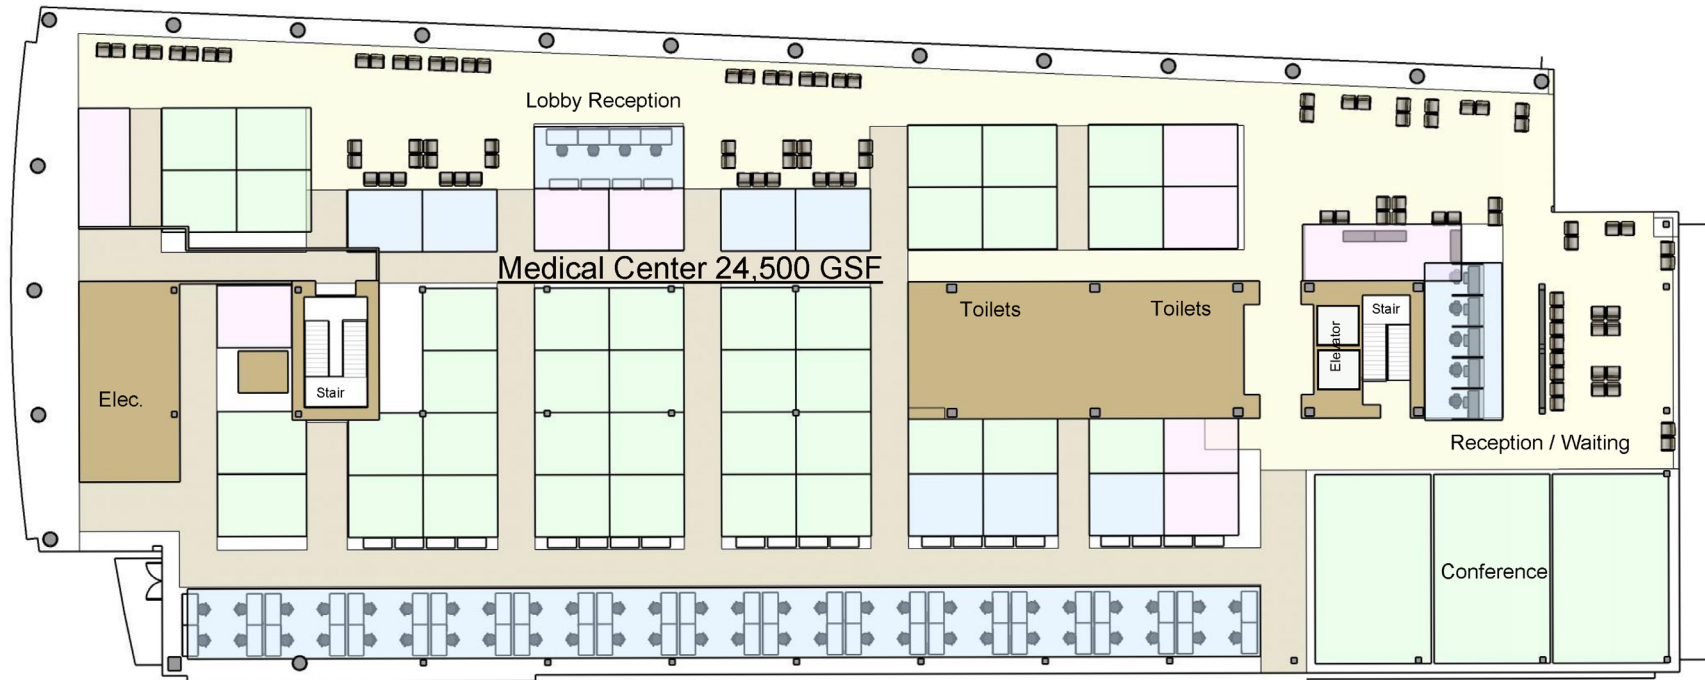 Lobby Reception
Medical Center 24,500 GSF
Toilets
Toilets
Stair
Elevator
Elec.
Stair
Reception / Waiting
Conference